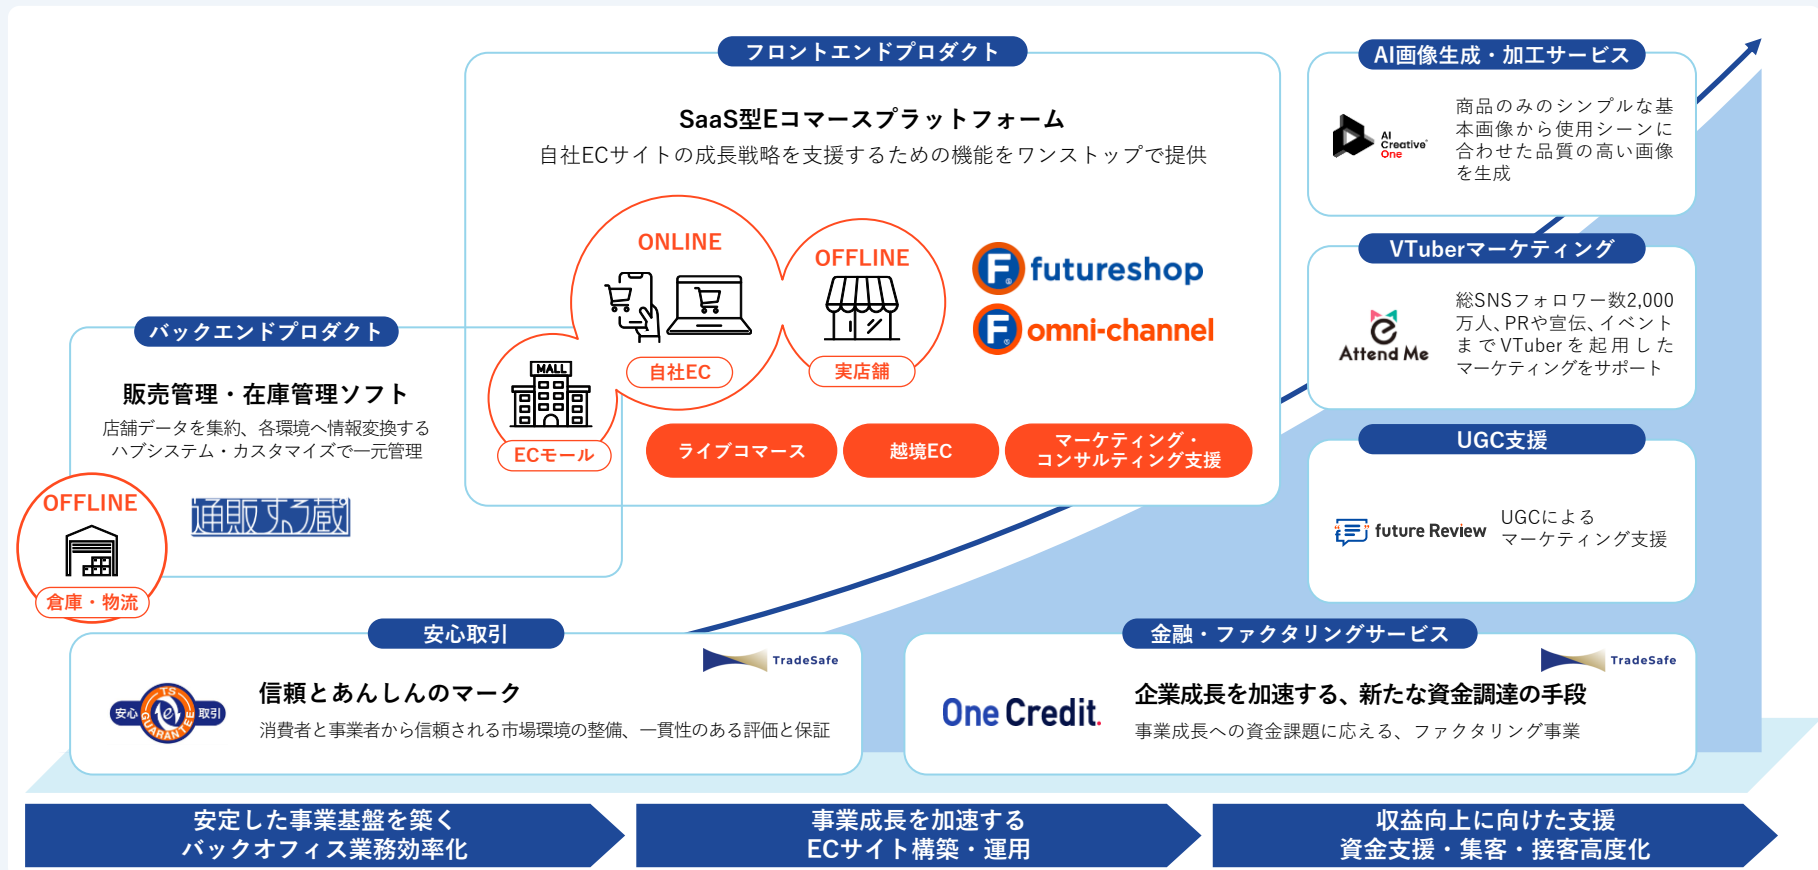 フロントエンドプロダクト
SaaS型Eコマースプラットフォーム
自社ECサイトの成長戦略を支援するための機能をワンストップで提供
ONLINE
自社EC
OFFLINE
実店舗
MALL
ECモール
F futureshop
F omni-channel
ライブコマース
越境EC
マーケティング・
コンサルティング支援
バックエンドプロダクト
販売管理・在庫管理ソフト
店舗データを集約、各環境へ情報変換する
ハブシステム・カスタマイズで一元管理
OFFLINE
倉庫・物流
通販する蔵
AI画像生成・加工サービス
AI
Creative
One
商品のみのシンプルな基
本画像から使用シーンに
合わせた品質の高い画像
を生成
VTuberマーケティング
Attend Me
総SNSフォロワー数2,000
万人、PRや宣伝、イベント
までVTuberを起用した
マーケティングをサポート
UGC支援
future Review
UGCによる
マーケティング支援
安心取引
TradeSafe
安心 TS e GUARANTEE 取引
信頼とあんしんのマーク
消費者と事業者から信頼される市場環境の整備、一貫性のある評価と保証
金融・ファクタリングサービス
TradeSafe
One Credit.
企業成長を加速する、新たな資金調達の手段
事業成長への資金課題に応える、ファクタリング事業
安定した事業基盤を築く
バックオフィス業務効率化
事業成長を加速する
ECサイト構築・運用
収益向上に向けた支援
資金支援・集客・接客高度化